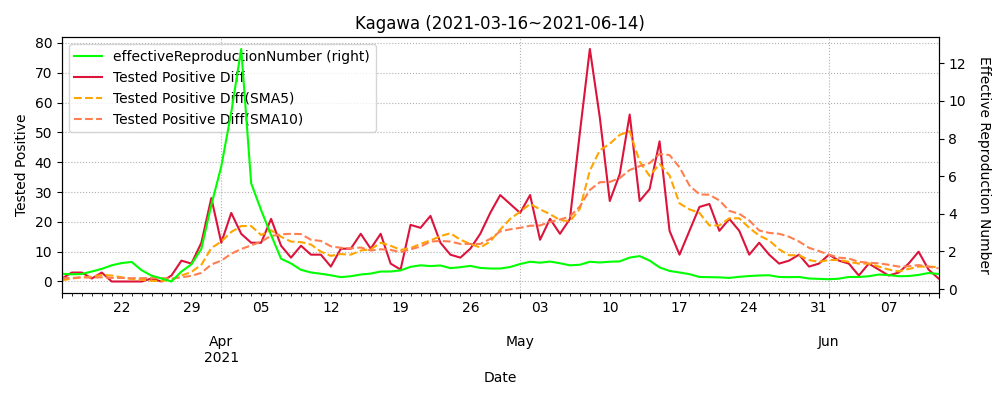 Kagawa (2021-03-16~2021-06-14)
effectiveReproductionNumber (right)
Tested Positive Diff
Tested Positive Diff(SMA5)
Tested Positive Diff(SMA10)
Tested Positive
80
70
60
50
40
30
20
10
0
Effective Reproduction Number
12
10
8
6
4
2
0
22 29 05 12 19 26 03 10 17 24 31 07
Apr May Jun
2021
Date